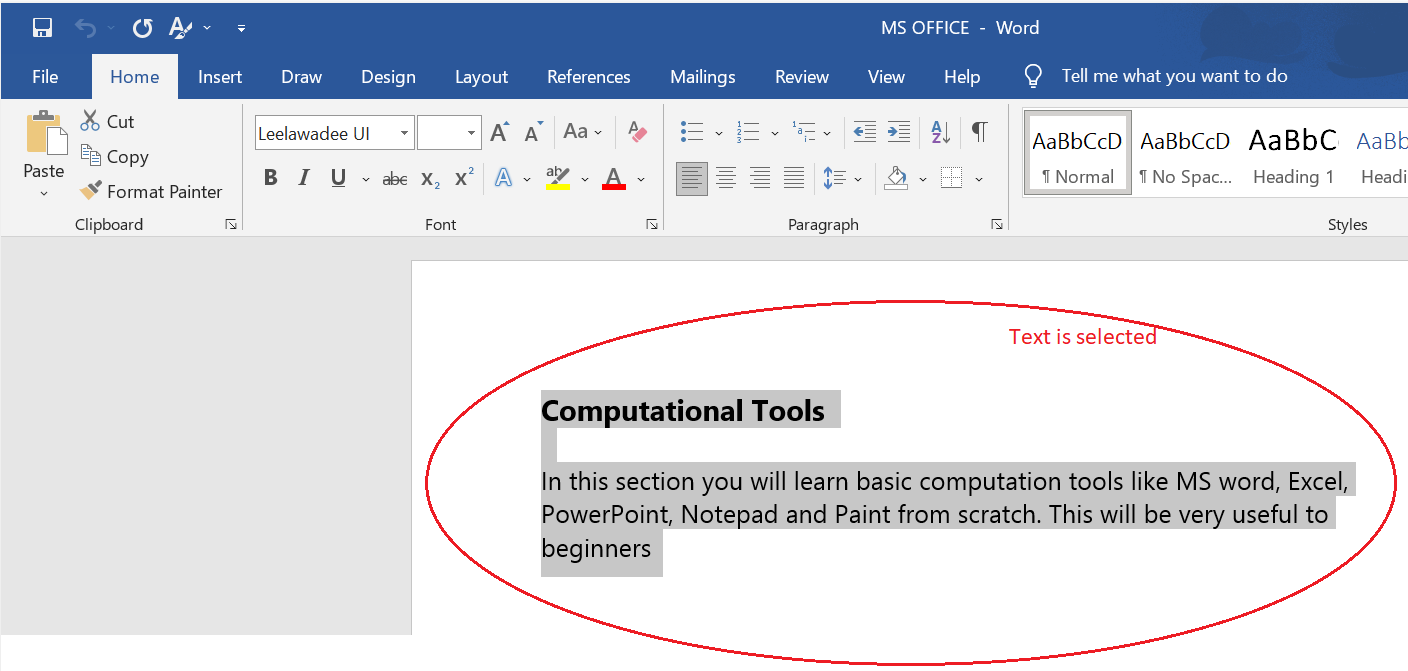 MS OFFICE - Word
File Home Insert Draw Design Layout References Mailings Review View Help Tell me what you want to do
Paste
Cut
Copy
Format Painter
Clipboard
Leelawadee UI
A A Aa A
B I U abc X2 X2 A ab A
Font
Paragraph
AaBbCcD AaBbCcD AaBbC AaBb
¶ Normal ¶ No Spac... Heading 1 Headi
Styles
Text is selected
Computational Tools
In this section you will learn basic computation tools like MS word, Excel,
PowerPoint, Notepad and Paint from scratch. This will be very useful to
beginners